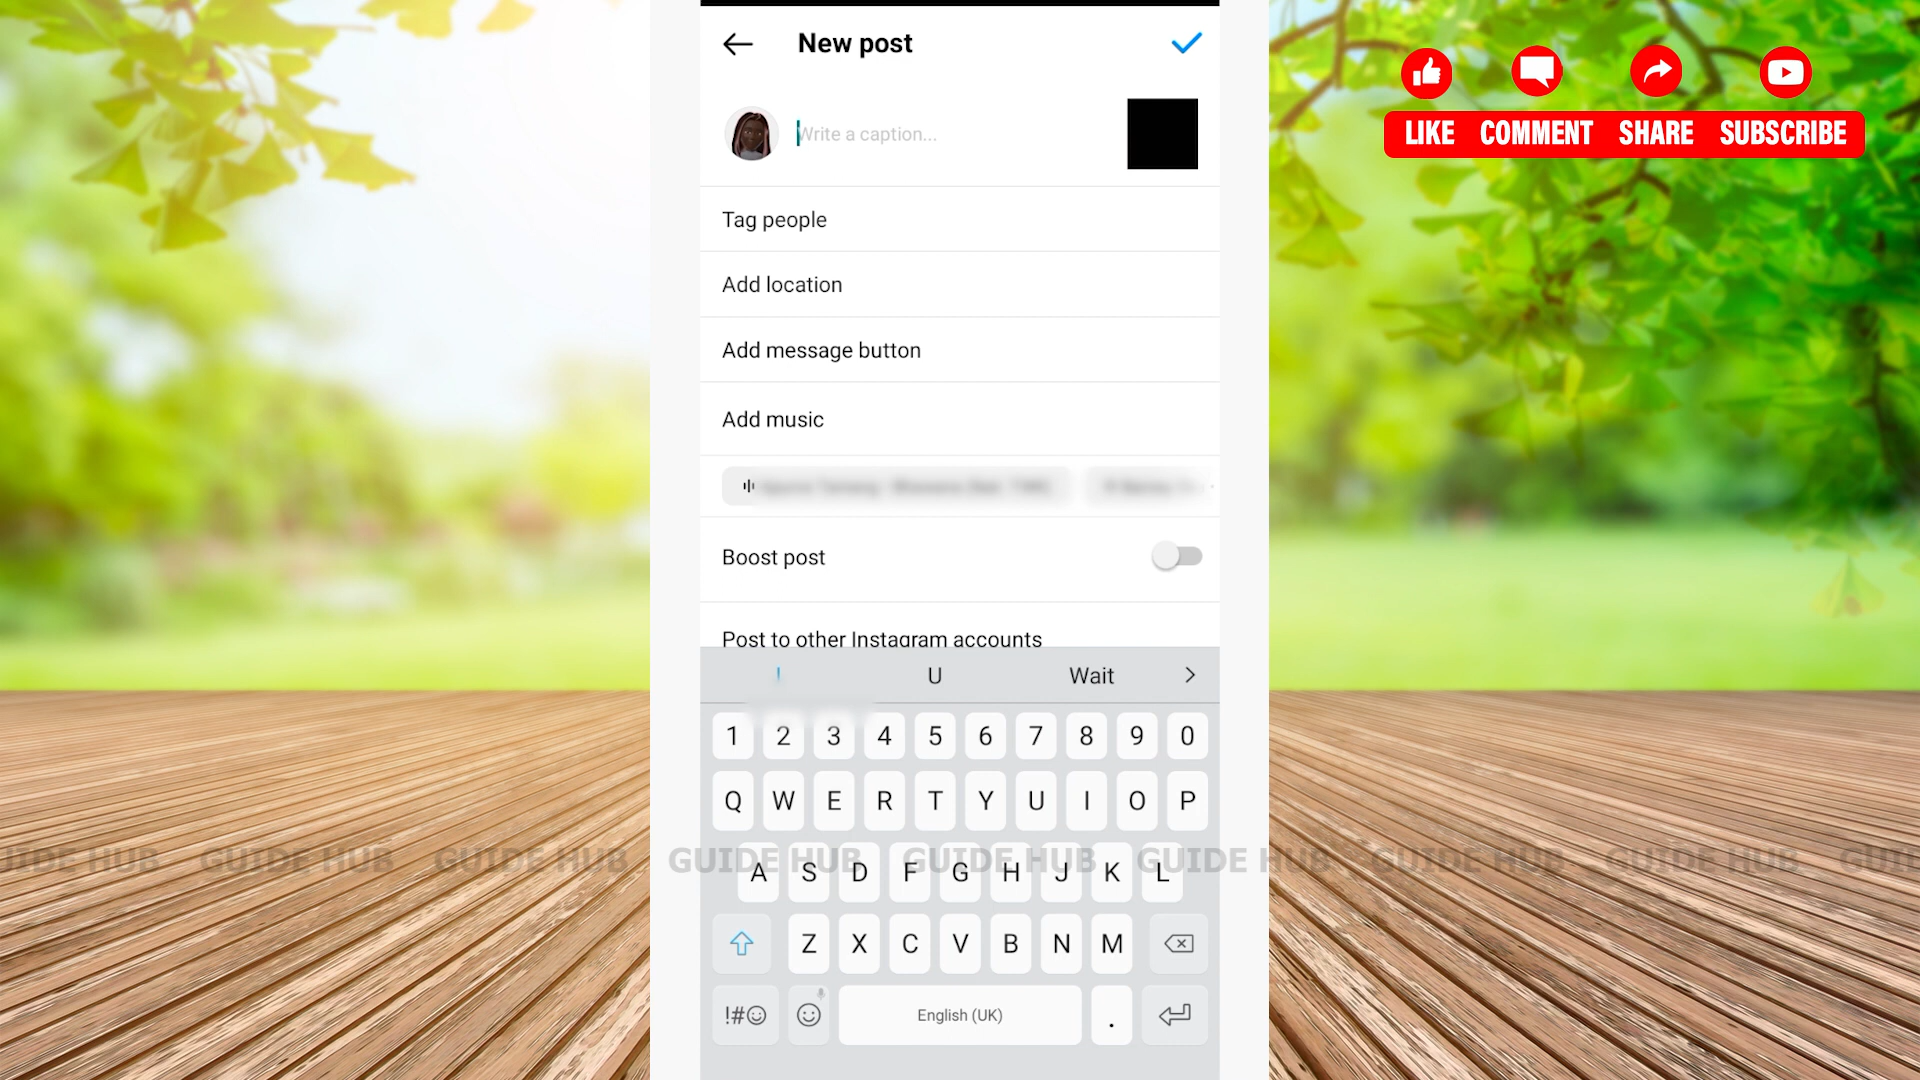 New post
LIKE COMMENT SHARE SUBSCRIBE
Write a caption...
Tag people
Add location
Add message button
Add music
Boost post
Post to other Instagram accounts
I U Wait
1 2 3 4 5 6 7 8 9 0
Q W E R T Y U I O P
GUIDE HUB GUIDE HUB GUIDE HUB GUIDE HUB GUIDE HUB GUIDE HUB GUIDE HUB
A S D F G H J K L
Z X C V B N M
!#☺ English (UK) .